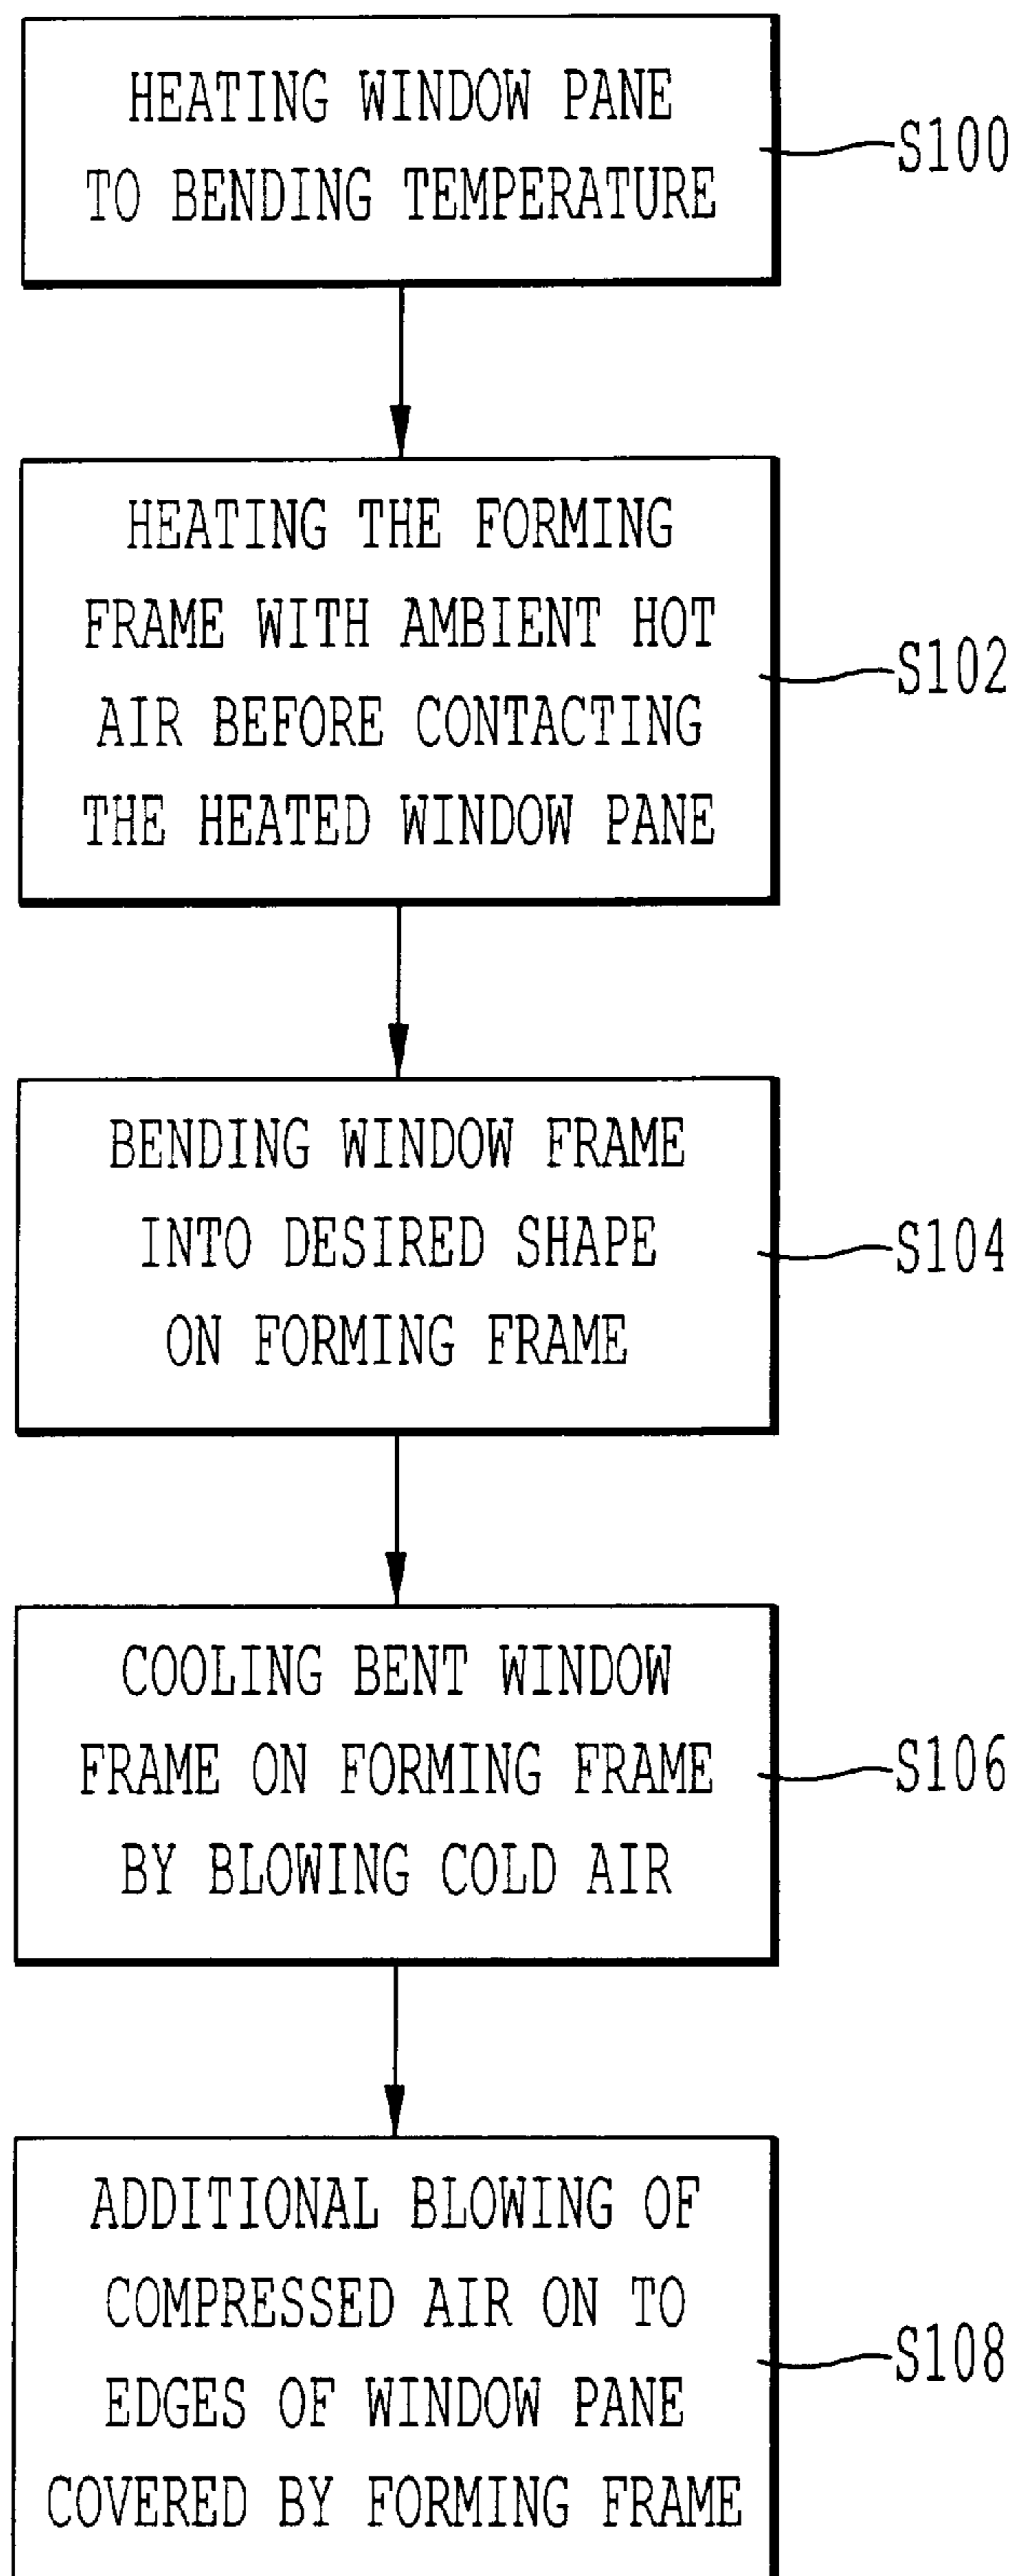 HEATING WINDOW PANE
TO BENDING TEMPERATURE
S100
HEATING THE FORMING
FRAME WITH AMBIENT HOT
AIR BEFORE CONTACTING
THE HEATED WINDOW PANE
S102
BENDING WINDOW FRAME
INTO DESIRED SHAPE
ON FORMING FRAME
S104
COOLING BENT WINDOW
FRAME ON FORMING FRAME
BY BLOWING COLD AIR
S106
ADDITIONAL BLOWING OF
COMPRESSED AIR ON TO
EDGES OF WINDOW PANE
COVERED BY FORMING FRAME
S108